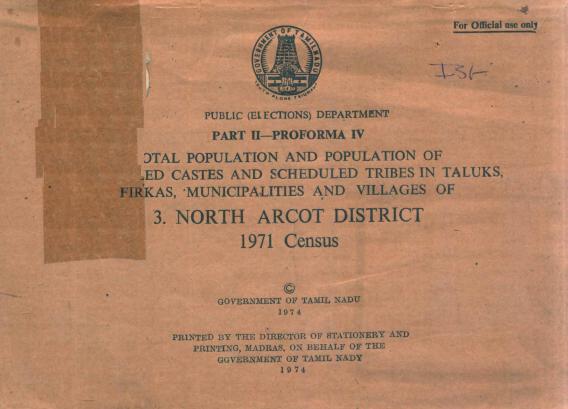 For Official use only
GOVERNMENT OF TAMILNADU
PUBLIC (ELECTIONS) DEPARTMENT
PART II—PROFORMA IV
OTAL POPULATION AND POPULATION OF
LED CASTES AND SCHEDULED TRIBES IN TALUKS,
FIRKAS, MUNICIPALITIES AND VILLAGES OF
3. NORTH ARCOT DISTRICT
1971 Census
©
GOVERNMENT OF TAMIL NADU
1974
PRINTED BY THE DIRECTOR OF STATIONERY AND
PRINTING, MADRAS, ON BEHALF OF THE
GOVERNMENT OF TAMIL NADY
1974